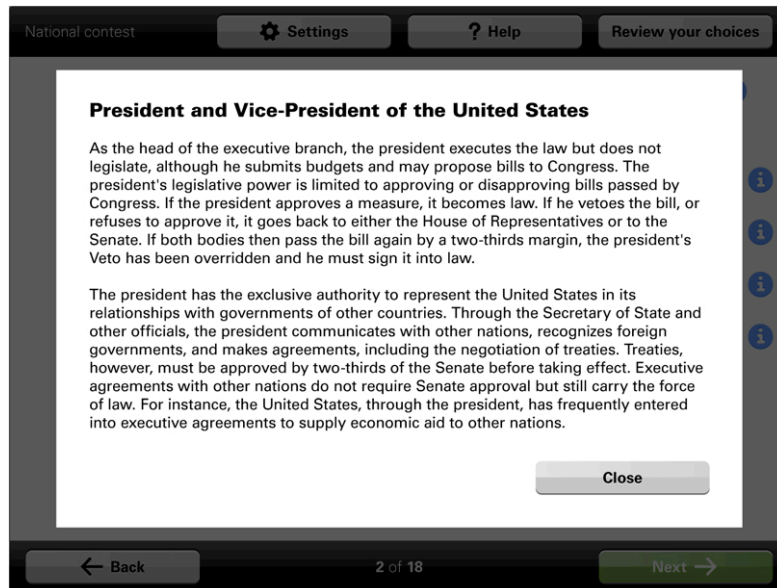 National contest
Settings
? Help
Review your choices
President and Vice-President of the United States
As the head of the executive branch, the president executes the law but does not
legislate, although he submits budgets and may propose bills to Congress. The
president's legislative power is limited to approving or disapproving bills passed by
Congress. If the president approves a measure, it becomes law. If he vetoes the bill, or
refuses to approve it, it goes back to either the House of Representatives or to the
Senate. If both bodies then pass the bill again by a two-thirds margin, the president's
Veto has been overridden and he must sign it into law.
The president has the exclusive authority to represent the United States in its
relationships with governments of other countries. Through the Secretary of State and
other officials, the president communicates with other nations, recognizes foreign
governments, and makes agreements, including the negotiation of treaties. Treaties,
however, must be approved by two-thirds of the Senate before taking effect. Executive
agreements with other nations do not require Senate approval but still carry the force
of law. For instance, the United States, through the president, has frequently entered
into executive agreements to supply economic aid to other nations.
Close
Back
2 of 18
Next